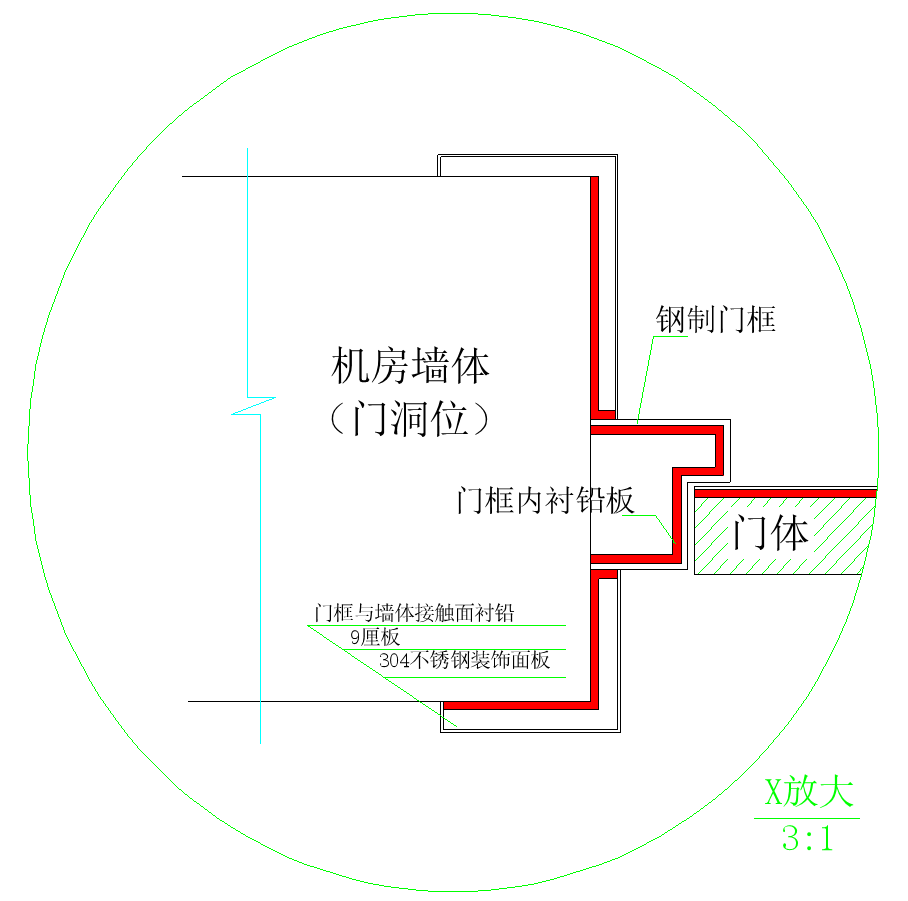 钢制门框
机房墙体
（门洞位）
门框内衬铅板
门体
门框与墙体接触面衬铅
9厘板
304不锈钢装饰面板
X放大
3:1